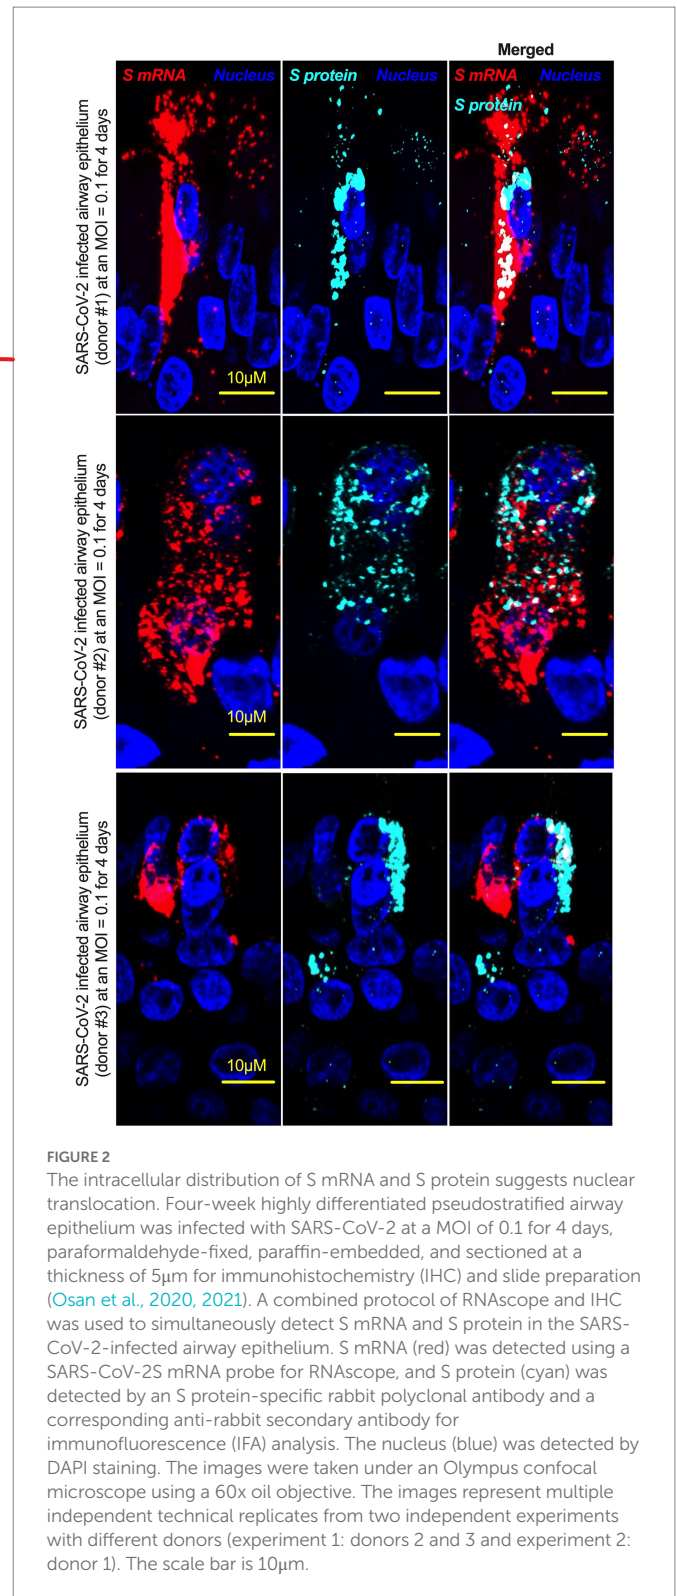 Merged
S mRNA Nucleus S protein Nucleus S mRNA Nucleus
S protein
SARS-CoV-2 infected airway epithelium
(donor #1) at an MOI = 0.1 for 4 days
10µM
SARS-CoV-2 infected airway epithelium
(donor #2) at an MOI = 0.1 for 4 days
10µM
SARS-CoV-2 infected airway epithelium
(donor #3) at an MOI = 0.1 for 4 days
10µM
FIGURE 2
The intracellular distribution of S mRNA and S protein suggests nuclear
translocation. Four-week highly differentiated pseudostratified airway
epithelium was infected with SARS-CoV-2 at a MOI of 0.1 for 4 days,
paraformaldehyde-fixed, paraffin-embedded, and sectioned at a
thickness of 5µm for immunohistochemistry (IHC) and slide preparation
(Osan et al., 2020, 2021). A combined protocol of RNAscope and IHC
was used to simultaneously detect S mRNA and S protein in the SARS-
CoV-2-infected airway epithelium. S mRNA (red) was detected using a
SARS-CoV-2S mRNA probe for RNAscope, and S protein (cyan) was
detected by an S protein-specific rabbit polyclonal antibody and a
corresponding anti-rabbit secondary antibody for
immunofluorescence (IFA) analysis. The nucleus (blue) was detected by
DAPI staining. The images were taken under an Olympus confocal
microscope using a 60x oil objective. The images represent multiple
independent technical replicates from two independent experiments
with different donors (experiment 1: donors 2 and 3 and experiment 2:
donor 1). The scale bar is 10µm.